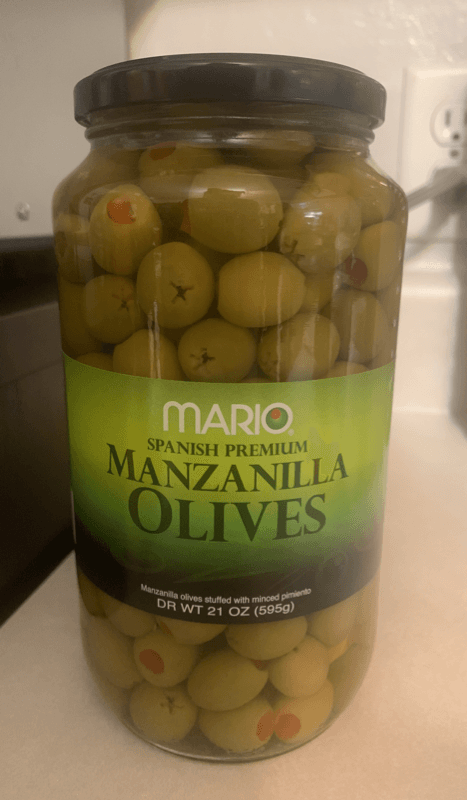 MARIO
SPANISH PREMIUM
MANZANILLA
OLIVES
Manzanilla olives stuffed with minced pimiento
DR WT 21 OZ (595g)